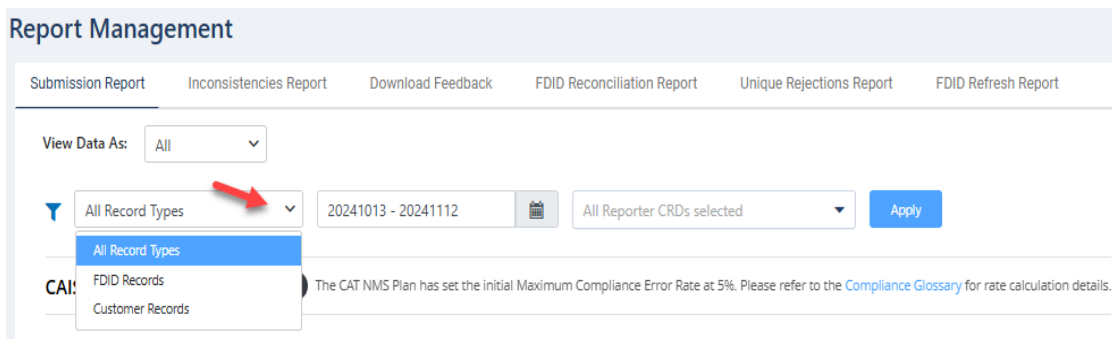 Report Management
Submission Report Inconsistencies Report Download Feedback FDID Reconciliation Report Unique Rejections Report FDID Refresh Report
View Data As: All
All Record Types 20241013 - 20241112 All Reporter CRDs selected Apply
All Record Types
FDID Records
Customer Records
CAIS The CAT NMS Plan has set the initial Maximum Compliance Error Rate at 5%. Please refer to the Compliance Glossary for rate calculation details.